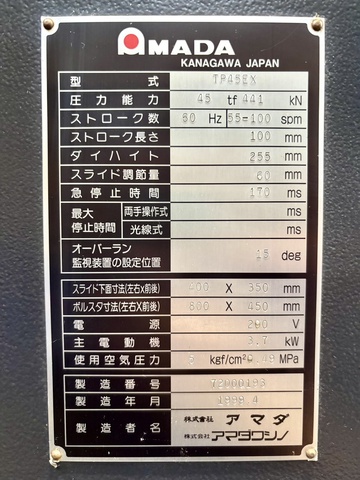 AMADA
KANAGAWA JAPAN
型式 TP45EX
圧力能力 45 tf 441 kN
ストローク数 60 Hz 55=100 spm
ストローク長さ 100 mm
ダイハイト 255 mm
スライド調節量 60 mm
急停止時間 170 ms
最大停止時間 両手操作式 ms
光線式 ms
オーバーラン
監視装置の設定位置 15 deg
スライド下面寸法(左右X前後) 400 X 350 mm
ボルスタ寸法(左右X前後) 800 X 450 mm
電源 200 V
主電動機 3.7 kW
使用空気圧力 kgf/cm² 49 MPa
製造番号
製造年月 1999.4
製造者名 株式会社 アマダ
株式会社 アマダワシノ